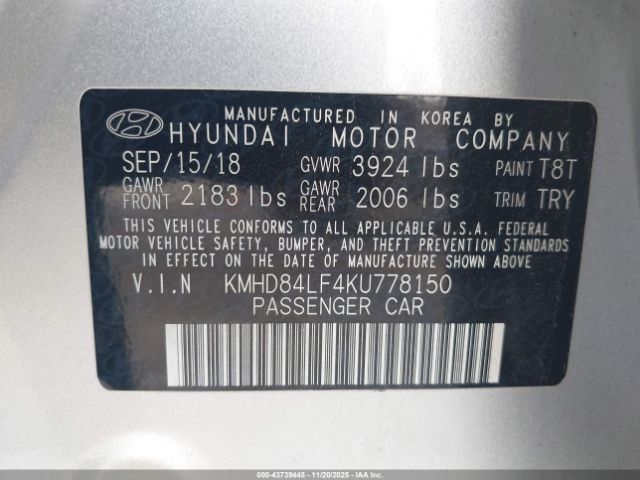 MANUFACTURED IN KOREA BY
HYUNDAI MOTOR COMPANY
SEP/15/18 GVWR 3924 lbs PAINT T8T
GAWR FRONT 2183 lbs GAWR REAR 2006 lbs TRIM TRY
THIS VEHICLE CONFORMS TO ALL APPLICABLE U.S.A. FEDERAL
MOTOR VEHICLE SAFETY, BUMPER, AND THEFT PREVENTION STANDARDS
IN EFFECT ON THE DATE OF MANUFACTURE SHOWN ABOVE.
V.I.N KMHD84LF4KU778150
PASSENGER CAR
000-43739448 - 11/20/2025 - IAAI.com